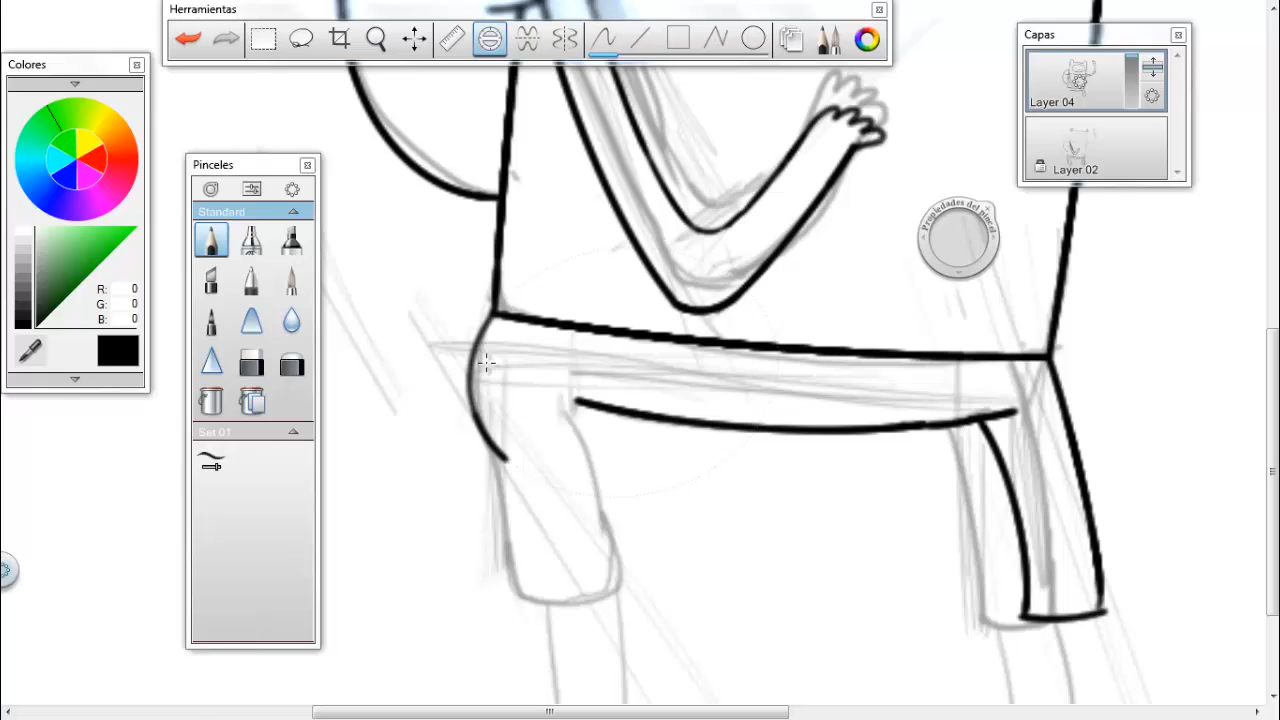 Herramientas
Colores
Capas
Layer 04
Layer 02
Pinceles
Standard
Propiedades del pincel
R: 0
G: 0
B: 0
Set 01